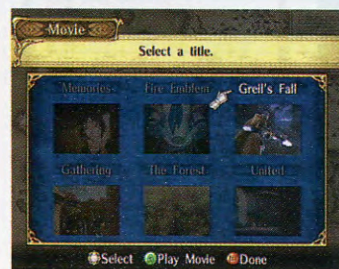 Movie
Select a title.
Memories Fire Emblem Greil's Fall
Gathering The Forest United
Select Play Movie Done